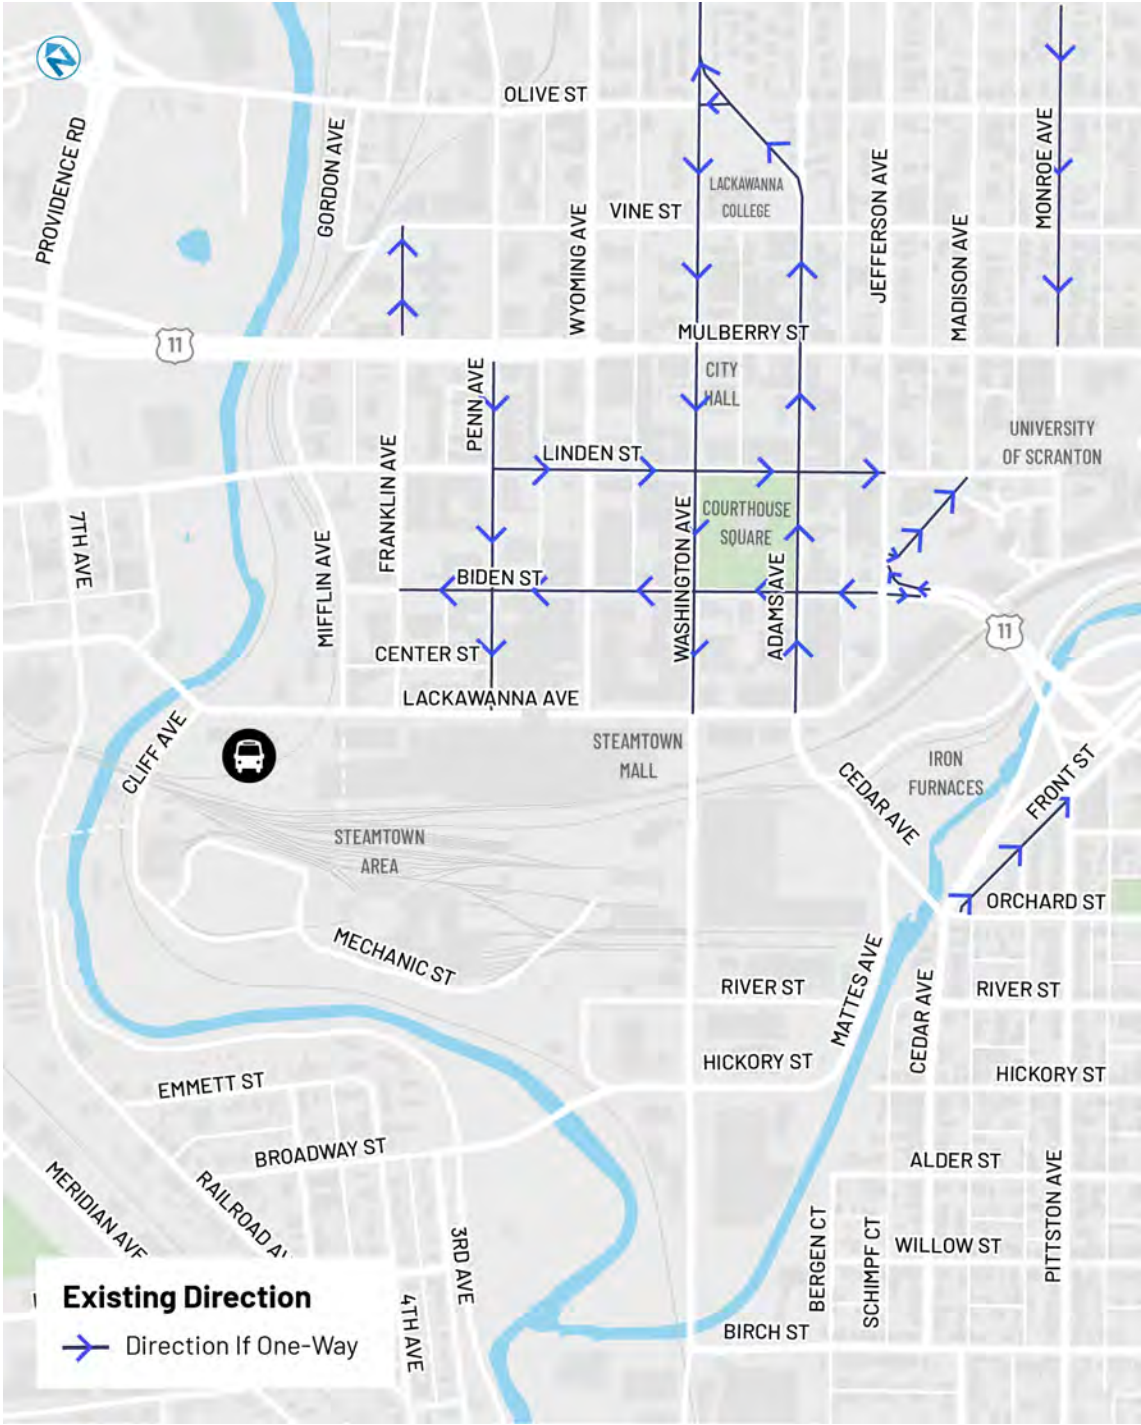 OLIVE ST
PROVIDENCE RD
GORDON AVE
MONROE AVE
LACKAWANNA
COLLEGE
JEFFERSON AVE
VINE ST
WYOMING AVE
MADISON AVE
MULBERRY ST
11
CITY
HALL
PENN AVE
UNIVERSITY
OF SCRANTON
LINDEN ST
FRANKLIN AVE
COURTHOUSE
SQUARE
WASHINGTON AVE
7TH AVE
MIFFLIN AVE
BIDEN ST
ADAMS AVE
11
CENTER ST
LACKAWANNA AVE
CLIFF AVE
STEAMTOWN
MALL
IRON
FURNACES
FRONT ST
CEDAR AVE
STEAMTOWN
AREA
ORCHARD ST
MECHANIC ST
MATTES AVE
RIVER ST
RIVER ST
CEDAR AVE
HICKORY ST
HICKORY ST
EMMETT ST
BROADWAY ST
ALDER ST
MERIDIAN AVE
RAILROAD AV
PITTSTON AVE
BERGEN CT
SCHIMPF CT
WILLOW ST
3RD AVE
4TH AVE
BIRCH ST
Existing Direction
Direction If One-Way